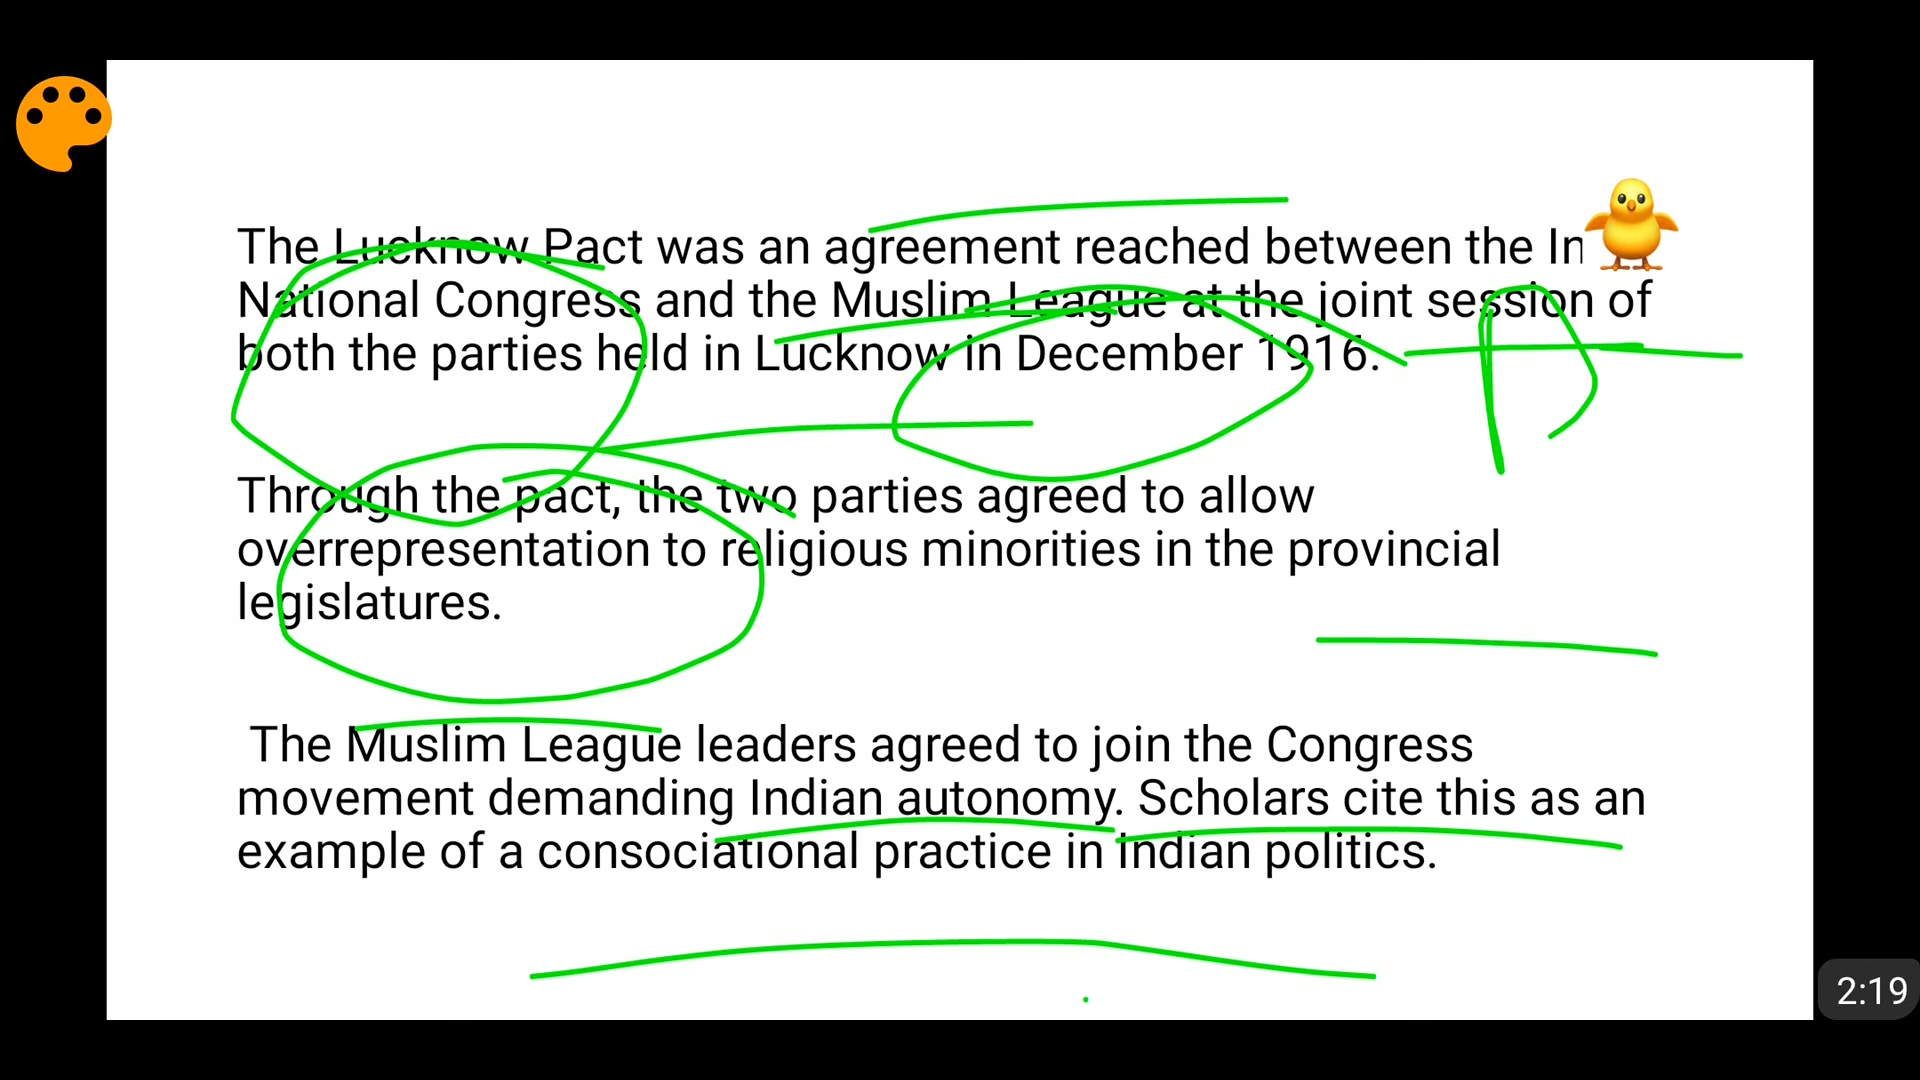 The Lucknow Pact was an agreement reached between the In
National Congress and the Muslim League at the joint session of
both the parties held in Lucknow in December 1916.
Through the pact, the two parties agreed to allow
overrepresentation to religious minorities in the provincial
legislatures.
The Muslim League leaders agreed to join the Congress
movement demanding Indian autonomy. Scholars cite this as an
example of a consociational practice in Indian politics.
2:19